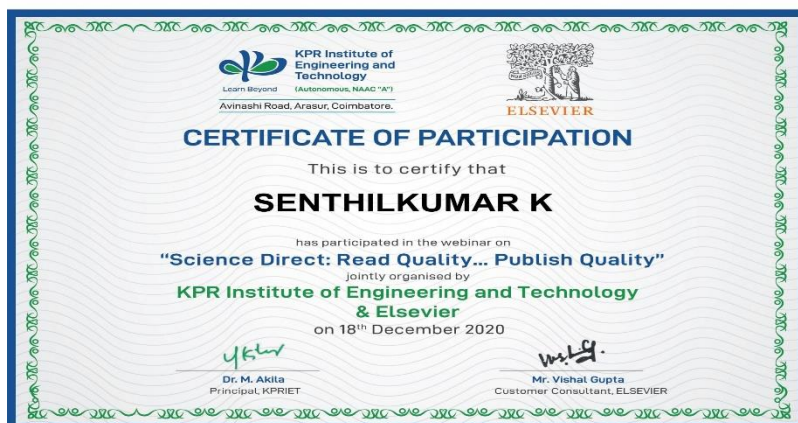 KPR Institute of
Engineering and
Technology
Learn Beyond
(Autonomous, NAAC "A")
Avinashi Road, Arasur, Coimbatore.
ELSEVIER
CERTIFICATE OF PARTICIPATION
This is to certify that
SENTHILKUMAR K
has participated in the webinar on
“Science Direct: Read Quality... Publish Quality”
jointly organised by
KPR Institute of Engineering and Technology
& Elsevier
on 18th December 2020
Dr. M. Akila
Principal, KPRIET
Mr. Vishal Gupta
Customer Consultant, ELSEVIER